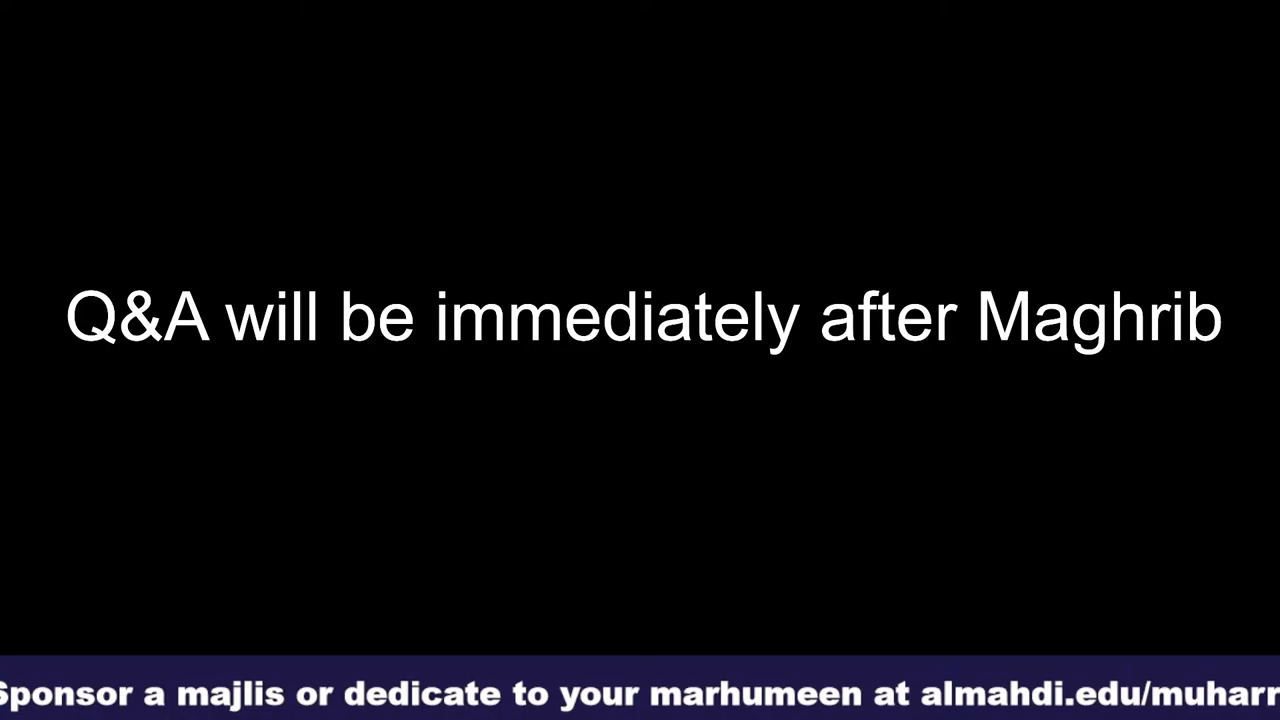 Q&A will be immediately after Maghrib
Sponsor a majlis or dedicate to your marhumeen at almahdi.edu/muharr